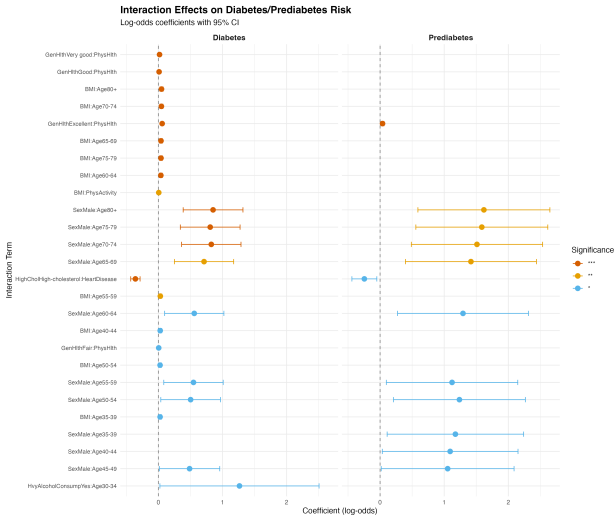 Interaction Effects on Diabetes/Prediabetes Risk
Log-odds coefficients with 95% CI
Diabetes
Prediabetes
Interaction Term
GenHlthVery good:PhysHlth
GenHlthGood:PhysHlth
BMI:Age80+
BMI:Age70-74
GenHlthExcellent:PhysHlth
BMI:Age65-69
BMI:Age75-79
BMI:Age60-64
BMI:PhysActivity
SexMale:Age80+
SexMale:Age75-79
SexMale:Age70-74
SexMale:Age65-69
HighCholHigh-cholesterol:HeartDisease
BMI:Age55-59
SexMale:Age60-64
BMI:Age40-44
GenHlthFair:PhysHlth
BMI:Age50-54
SexMale:Age55-59
SexMale:Age50-54
BMI:Age35-39
SexMale:Age35-39
SexMale:Age40-44
SexMale:Age45-49
HvyAlcoholConsumpYes:Age30-34
0 1 2
0 1 2
Coefficient (log-odds)
Significance
***
**
*